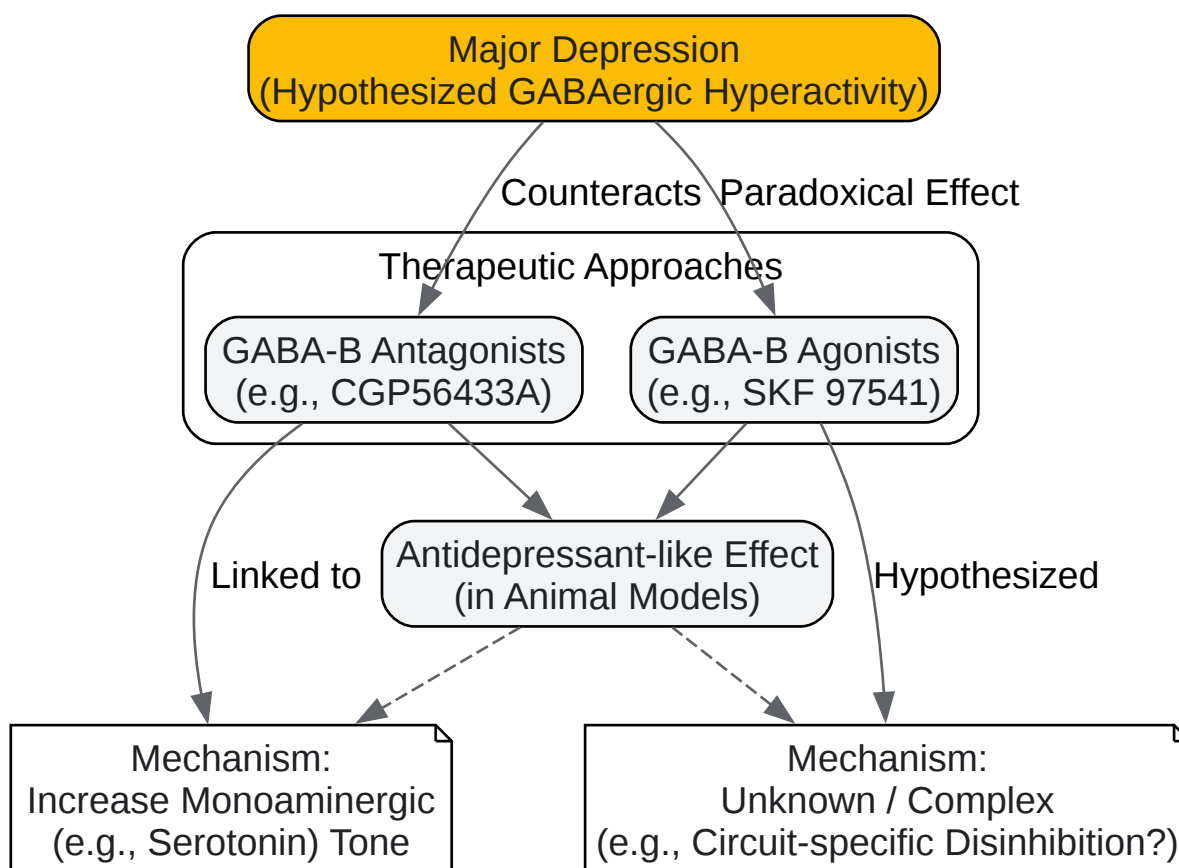 Major Depression
(Hypothesized GABAergic Hyperactivity)
Counteracts
Paradoxical Effect
Therapeutic Approaches
GABA-B Antagonists
(e.g., CGP56433A)
GABA-B Agonists
(e.g., SKF 97541)
Linked to
Antidepressant-like Effect
(in Animal Models)
Hypothesized
Mechanism:
Increase Monoaminergic
(e.g., Serotonin) Tone
Mechanism:
Unknown / Complex
(e.g., Circuit-specific Disinhibition?)